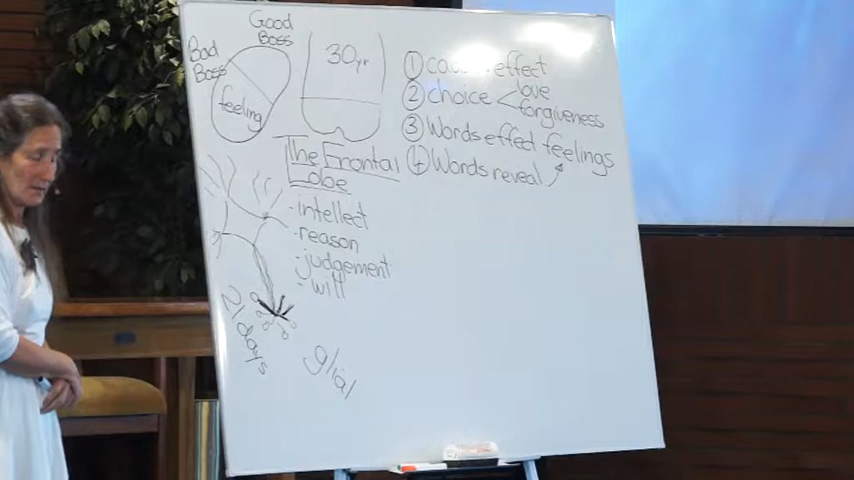 Good
Boss
Bad
Boss
feeling
30yr
① effect
② choice < love
forgiveness
③ Words effect feelings
④ Words reveal
The Frontal
Lobe
· intellect
· reason
· judgement
· will
21 days
glial